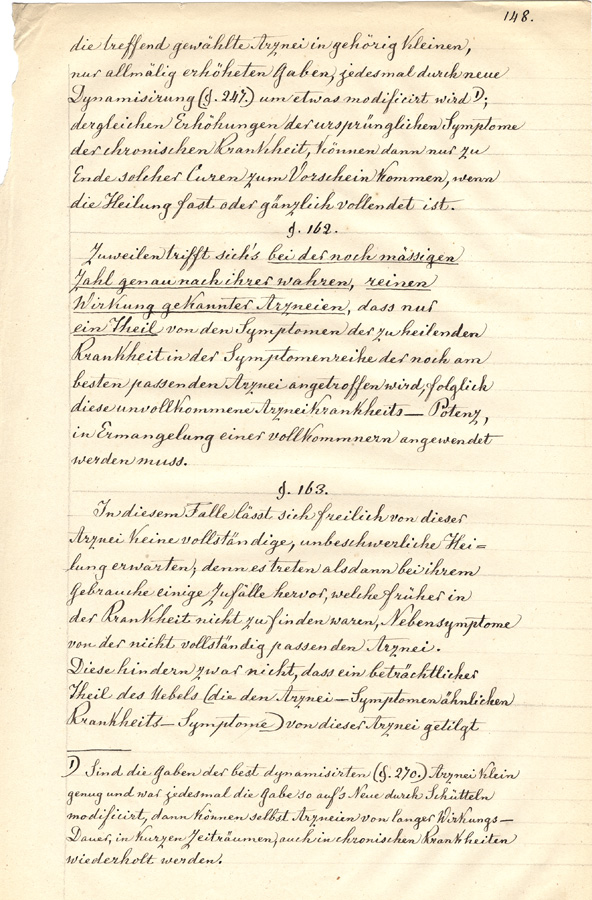 148.
die treffend gewählte Arznei in gehörig kleinen,
nur allmälig erhöheten Gaben, jedesmal durch neue
Dynamisirung (§. 247.) um etwas modificirt wird 1);
dergleichen Erhöhungen der ursprünglichen Symptome
der chronischen Krankheit, können dann nur zu
Ende solcher Curen zum Vorschein kommen, wenn
die Heilung fast oder gänzlich vollendet ist.
§. 162.
Zuweilen trifft sich's bei der noch mässigen
Zahl genau nach ihrer wahren, reinen
Wirkung gekannter Arzneien, dass nur
ein Theil von den Symptomen der zu heilenden
Krankheit in der Symptomenreihe der noch am
besten passenden Arznei angetroffen wird, folglich
diese unvollkommene Arzneikrankheits—Potenz,
in Ermangelung einer vollkommnern angewendet
werden muss.
§. 163.
In diesem Falle lässt sich freilich von dieser
Arznei keine vollständige, unbeschwerliche Hei=
lung erwarten; denn es treten alsdann bei ihrem
Gebrauche einige Zufälle hervor, welche früher in
der Krankheit nicht zu finden waren, Nebensymptome
von der nicht vollständig passenden Arznei.
Diese hindern zwar nicht, dass ein beträchtlicher
Theil des Uebels (die den Arznei—Symptomen ähnlichen
Krankheits—Symptome) von dieser Arznei getilgt
1) Sind die Gaben der best dynamisirten (§. 270.) Arznei klein
genug und war jedesmal die Gabe so auf's Neue durch Schütteln
modificirt, dann können selbst Arzneien von langer Wirkungs—
Dauer, in kurzen Zeiträumen, auch in chronischen Krankheiten
wiederholt werden.